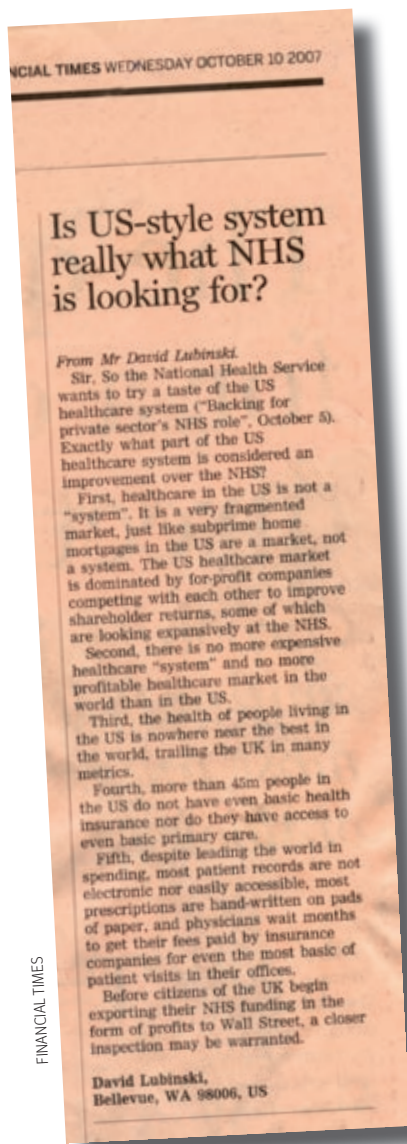 NCIAL TIMES WEDNESDAY OCTOBER 10 2007
Is US-style system
really what NHS
is looking for?
From Mr David Lubinski.
Sir, So the National Health Service
wants to try a taste of the US
healthcare system (“Backing for
private sector's NHS role”, October 5).
Exactly what part of the US
healthcare system is considered an
improvement over the NHS?
First, healthcare in the US is not a
“system”. It is a very fragmented
market, just like subprime home
mortgages in the US are a market, not
a system. The US healthcare market
is dominated by for-profit companies
competing with each other to improve
shareholder returns, some of which
are looking expansively at the NHS.
Second, there is no more expensive
healthcare “system” and no more
profitable healthcare market in the
world than in the US.
Third, the health of people living in
the US is nowhere near the best in
the world, trailing the UK in many
metrics.
Fourth, more than 45m people in
the US do not have even basic health
insurance nor do they have access to
even basic primary care.
Fifth, despite leading the world in
spending, most patient records are not
electronic nor easily accessible, most
prescriptions are hand-written on pads
of paper, and physicians wait months
to get their fees paid by insurance
companies for even the most basic of
patient visits in their offices.
Before citizens of the UK begin
exporting their NHS funding in the
form of profits to Wall Street, a closer
inspection may be warranted.
David Lubinski,
Bellevue, WA 98006, US
FINANCIAL TIMES